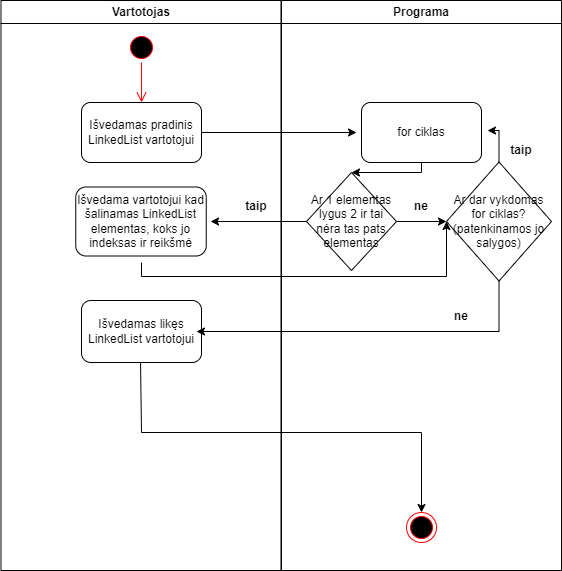 Vartotojas
Programa
Išvedamas pradinis
LinkedList vartotojui
for ciklas
taip
Išvedama vartotojui kad
šalinamas LinkedList
elementas, koks jo
indeksas ir reikšmė
taip
Ar 1 elementas
lygus 2 ir tai
nėra tas pats
elementas
ne
Ar dar vykdomas
for ciklas?
(patenkinamos jo
salygos)
Išvedamas likęs
LinkedList vartotojui
ne